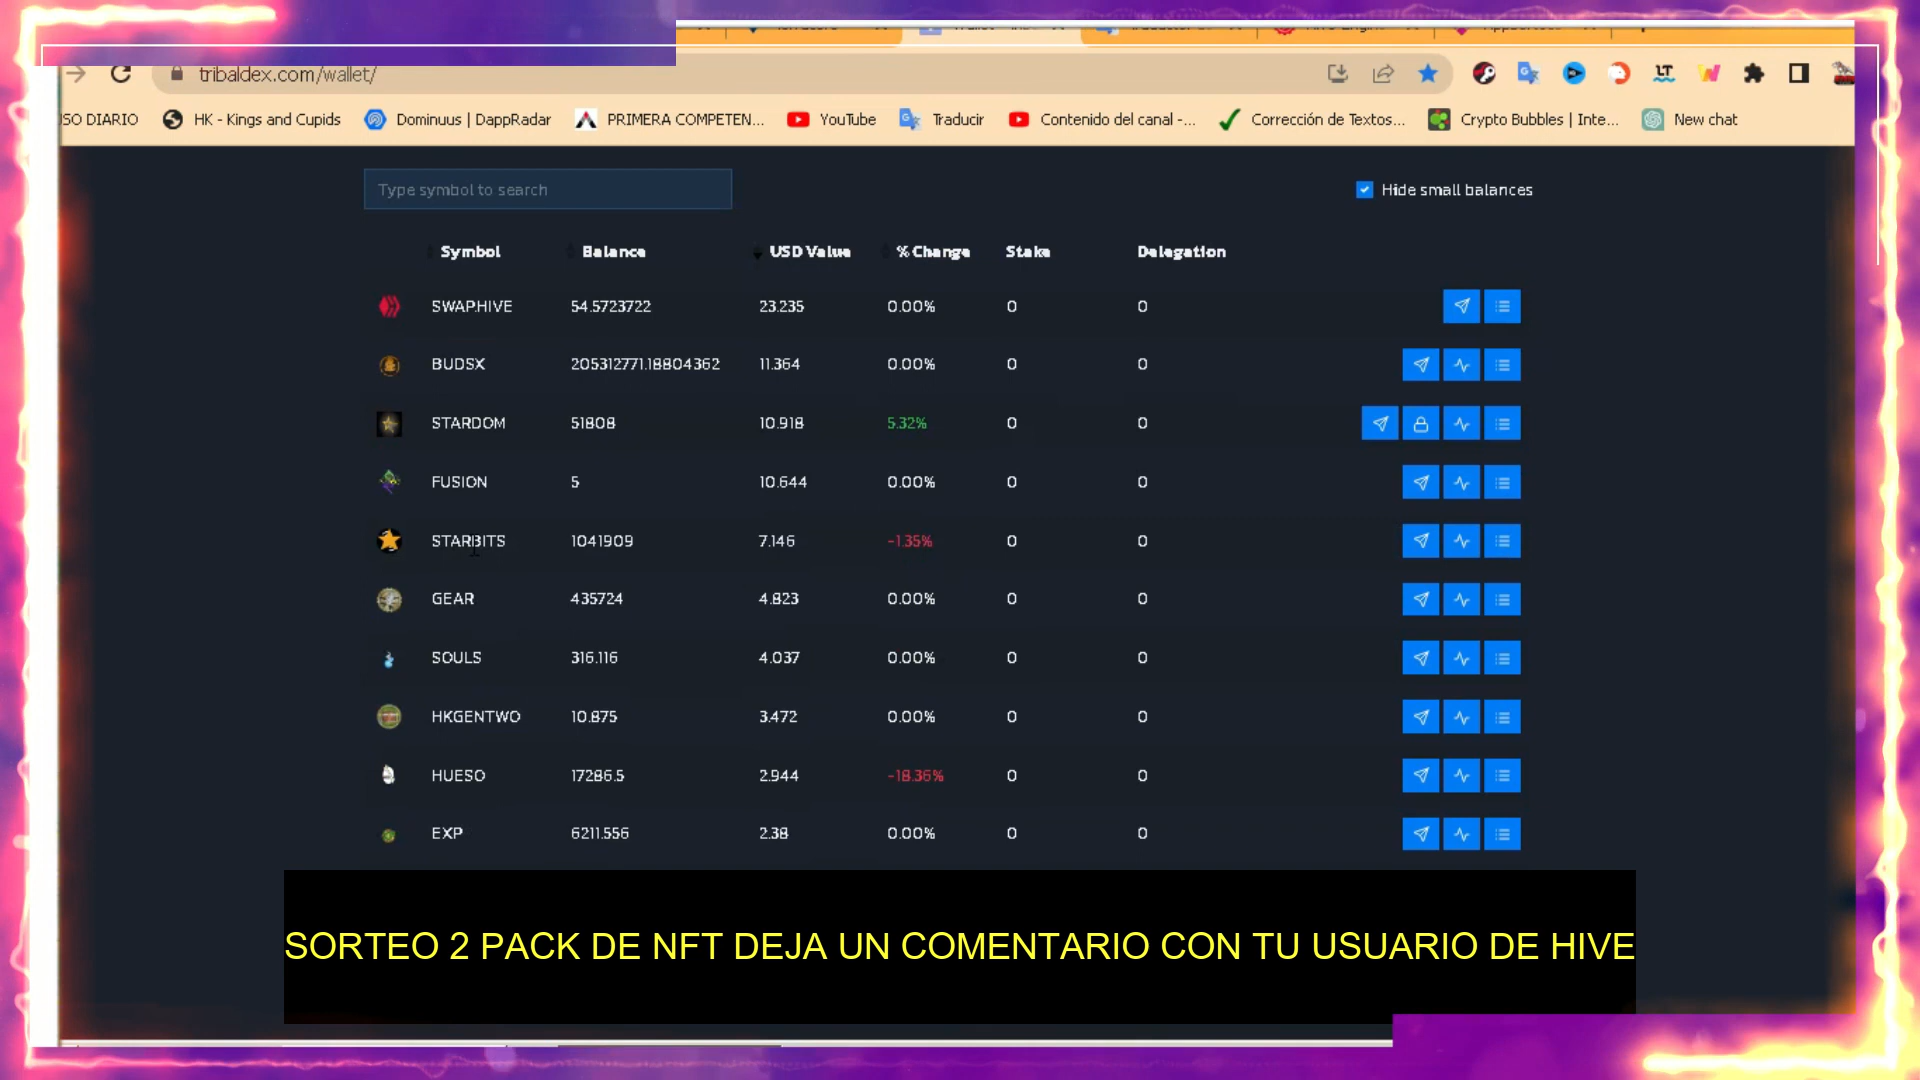 tribaldex.com/wallet/
SO DIARIO HK - Kings and Cupids Dominuus | DappRadar PRIMERA COMPETEN... YouTube Traducir Contenido del canal -... Corrección de Textos... Crypto Bubbles | Inte... New chat
Type symbol to search Hide small balances
Symbol Balance USD Value % Change Stake Delegation
SWAP.HIVE 54.5723722 23.235 0.00% 0 0
BUDSX 205312771.18804362 11.364 0.00% 0 0
STARDOM 51808 10.918 5.32% 0 0
FUSION 5 10.644 0.00% 0 0
STARBITS 1041909 7.146 -1.35% 0 0
GEAR 435724 4.823 0.00% 0 0
SOULS 316.116 4.037 0.00% 0 0
HKGENTWO 10.875 3.472 0.00% 0 0
HUESO 17286.5 2.944 -18.36% 0 0
EXP 6211.556 2.38 0.00% 0 0
SORTEO 2 PACK DE NFT DEJA UN COMENTARIO CON TU USUARIO DE HIVE